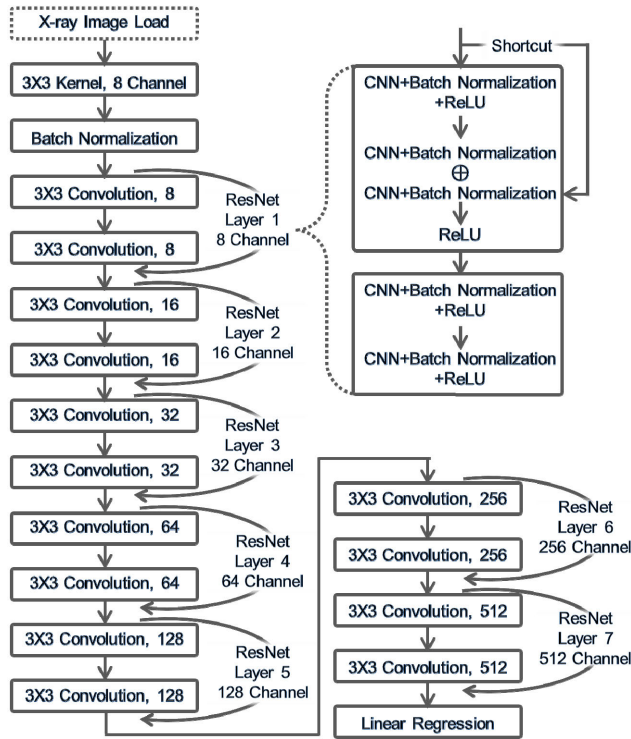 X-ray Image Load
3X3 Kernel, 8 Channel
Batch Normalization
3X3 Convolution, 8
3X3 Convolution, 8
ResNet
Layer 1
8 Channel
3X3 Convolution, 16
3X3 Convolution, 16
ResNet
Layer 2
16 Channel
3X3 Convolution, 32
3X3 Convolution, 32
ResNet
Layer 3
32 Channel
3X3 Convolution, 64
3X3 Convolution, 64
ResNet
Layer 4
64 Channel
3X3 Convolution, 128
3X3 Convolution, 128
ResNet
Layer 5
128 Channel
Shortcut
CNN+Batch Normalization
+ReLU
CNN+Batch Normalization
⊕
CNN+Batch Normalization
ReLU
CNN+Batch Normalization
+ReLU
CNN+Batch Normalization
+ReLU
3X3 Convolution, 256
3X3 Convolution, 256
ResNet
Layer 6
256 Channel
3X3 Convolution, 512
3X3 Convolution, 512
ResNet
Layer 7
512 Channel
Linear Regression